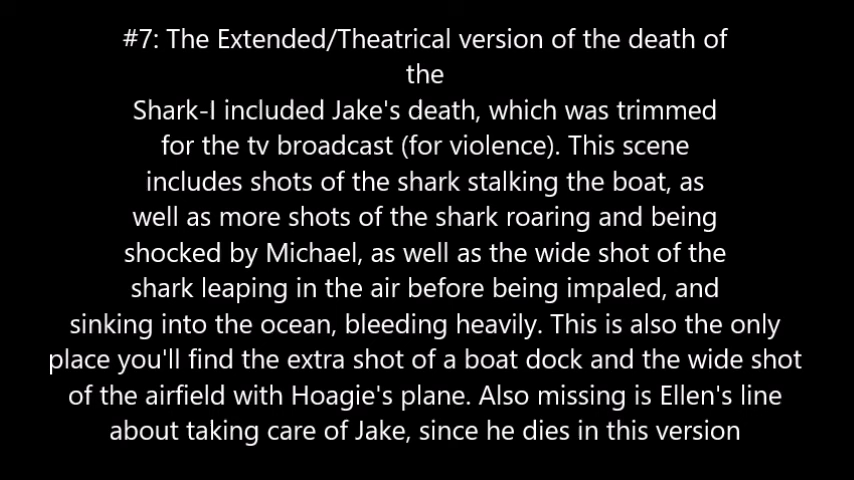 #7: The Extended/Theatrical version of the death of
the
Shark-I included Jake's death, which was trimmed
for the tv broadcast (for violence). This scene
includes shots of the shark stalking the boat, as
well as more shots of the shark roaring and being
shocked by Michael, as well as the wide shot of the
shark leaping in the air before being impaled, and
sinking into the ocean, bleeding heavily. This is also the only
place you'll find the extra shot of a boat dock and the wide shot
of the airfield with Hoagie's plane. Also missing is Ellen's line
about taking care of Jake, since he dies in this version